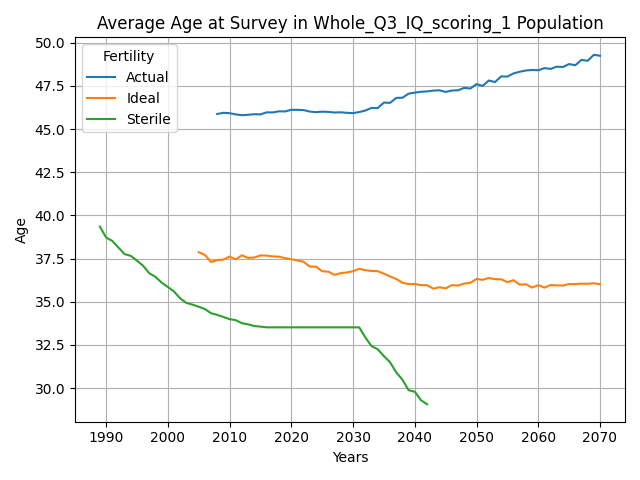 Average Age at Survey in Whole_Q3_IQ_scoring_1 Population
Fertility
Actual
Ideal
Sterile
Age
50.0
47.5
45.0
42.5
40.0
37.5
35.0
32.5
30.0
1990 2000 2010 2020 2030 2040 2050 2060 2070
Years